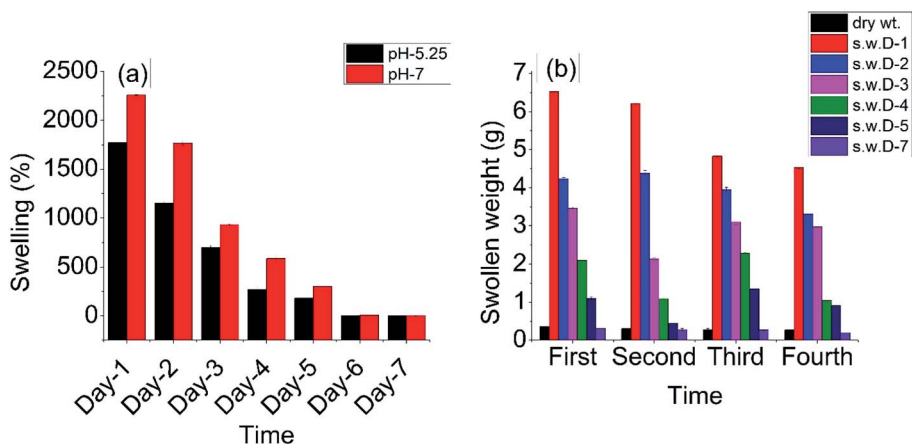 (a)
pH-5.25
pH-7
2500
2250
1750
1500
1000
500
0
Swelling (%)
Day-1
Day-2
Day-3
Day-4
Day-5
Day-6
Day-7
Time
(b)
dry wt.
s.w.D-1
s.w.D-2
s.w.D-3
s.w.D-4
s.w.D-5
s.w.D-7
7
6
5
4
3
2
1
0
Swollen weight (g)
First Second Third Fourth
Time